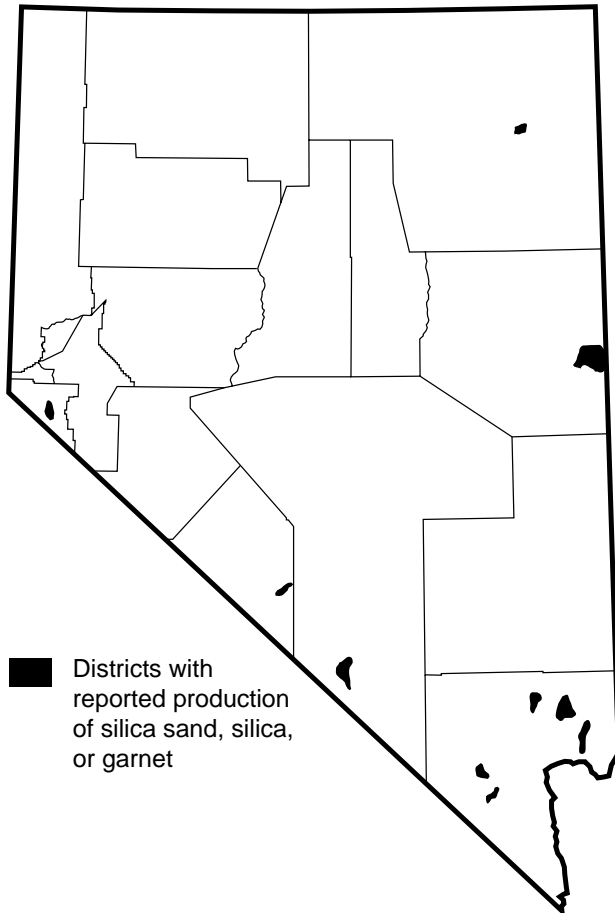 Districts with
reported production
of silica sand, silica,
or garnet